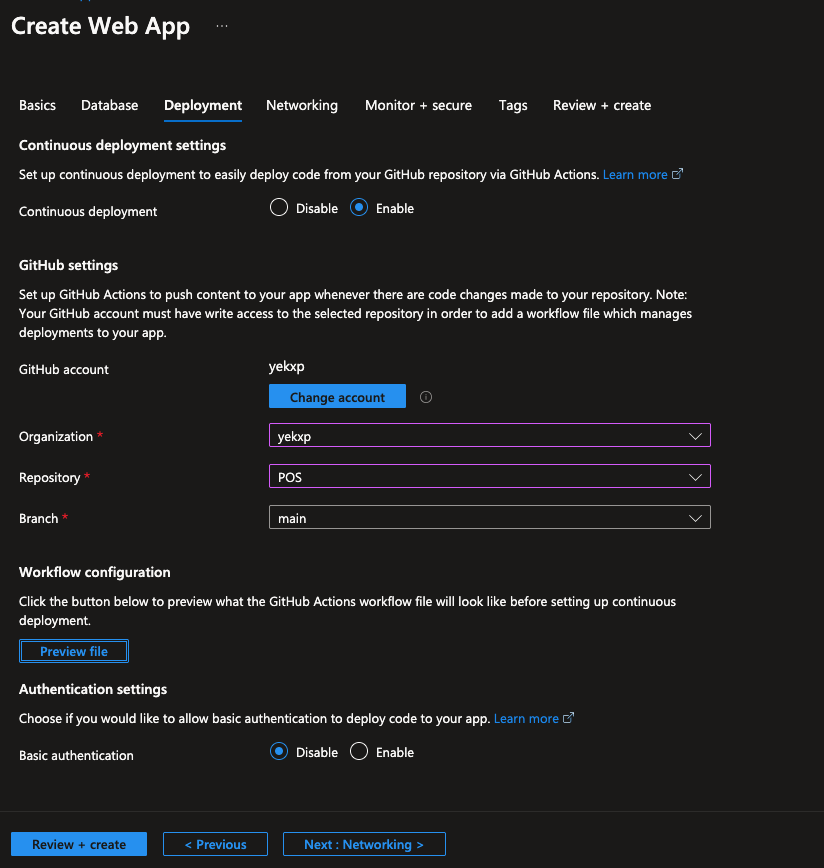 Create Web App ...
Basics Database Deployment Networking Monitor + secure Tags Review + create
Continuous deployment settings
Set up continuous deployment to easily deploy code from your GitHub repository via GitHub Actions. Learn more
Continuous deployment Disable Enable
GitHub settings
Set up GitHub Actions to push content to your app whenever there are code changes made to your repository. Note:
Your GitHub account must have write access to the selected repository in order to add a workflow file which manages
deployments to your app.
GitHub account yekxp
Change account
Organization * yekxp
Repository * POS
Branch * main
Workflow configuration
Click the button below to preview what the GitHub Actions workflow file will look like before setting up continuous
deployment.
Preview file
Authentication settings
Choose if you would like to allow basic authentication to deploy code to your app. Learn more
Basic authentication Disable Enable
Review + create < Previous Next : Networking >